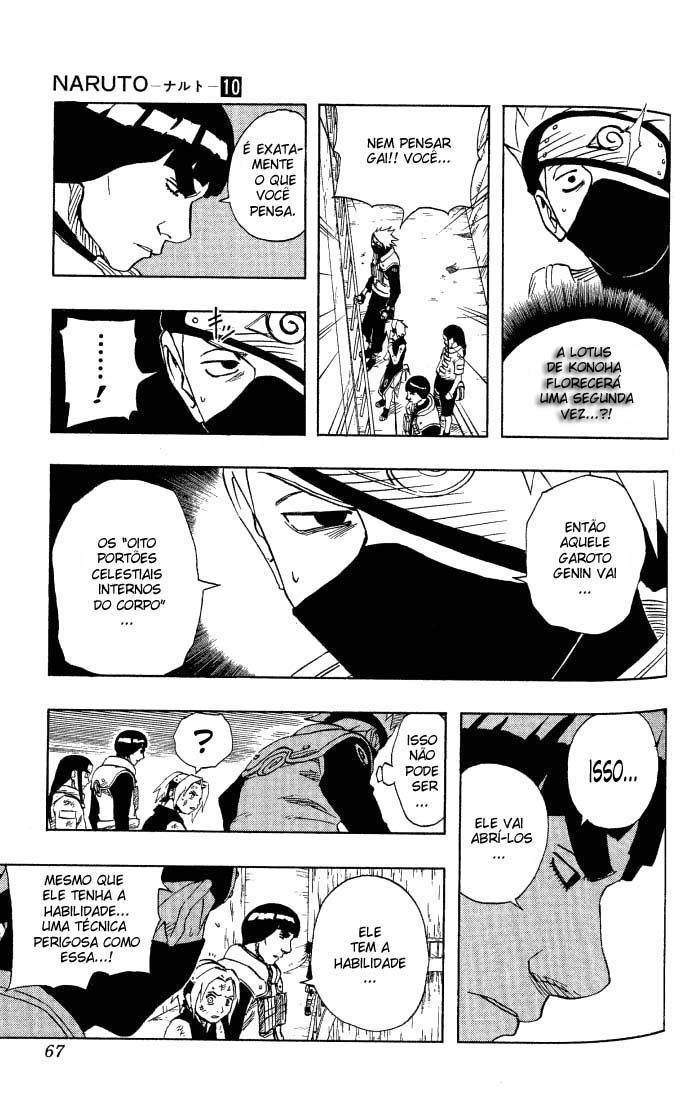 NARUTO—ナルト—10
A LOTUS
DE KONOHA
FLORECERÁ
UMA SEGUNDA
VEZ...?!
NEM PENSAR
GAI!! VOCÊ...
É EXATA-
MENTE
O QUE
VOCÊ
PENSA.
......!
ENTÃO
AQUELE
GAROTO
GENIN VAI
...
OS "OITO
PORTÕES
CELESTIAIS
INTERNOS
DO CORPO"
...
ISSO...
ELE VAI
ABRÍ-LOS
...
ISSO
NÃO
PODE
SER
...
?
ELE
TEM A
HABILIDADE
...
MESMO QUE
ELE TENHA A
HABILIDADE...
UMA TÉCNICA
PERIGOSA COMO
ESSA...!
67